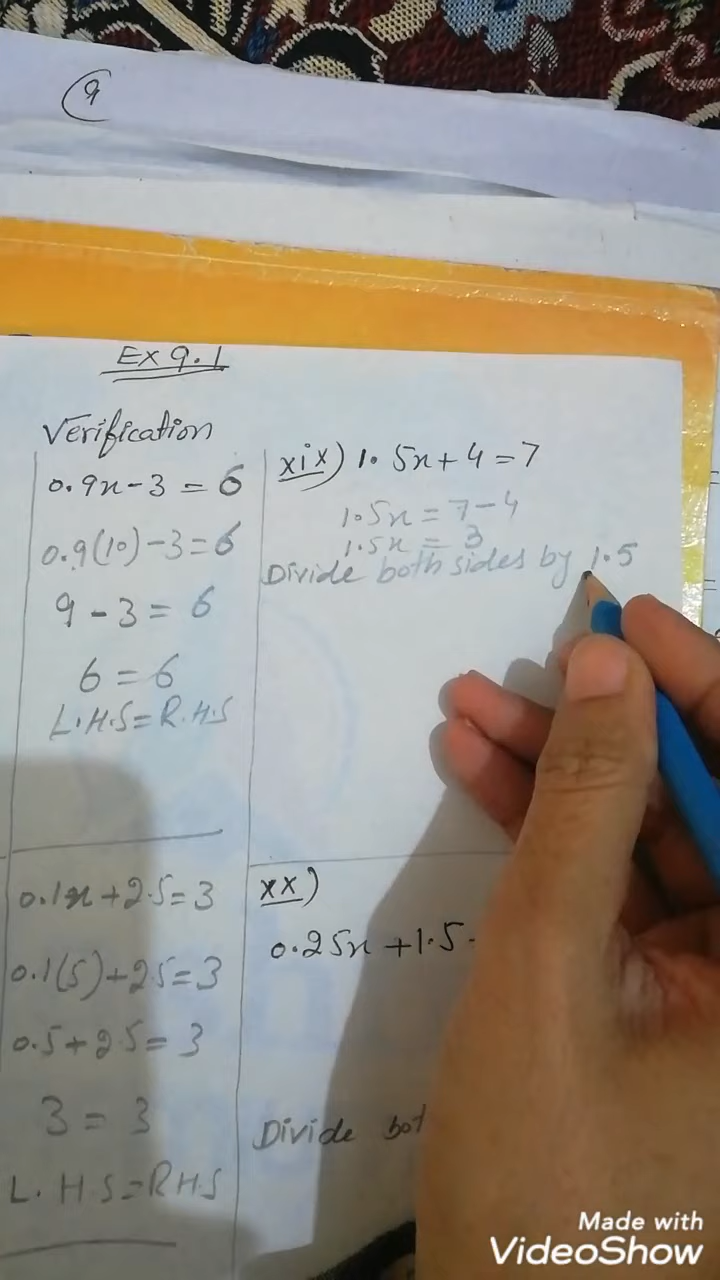 9
Ex 9.1
Verification
0.9x-3 = 6
0.9(10)-3=6
9-3=6
6=6
L.H.S=R.H.S
0.1x+2.5=3
0.1(5)+2.5=3
0.5+2.5=3
3=3
L.H.S=RHS
xix) 1.5x+4=7
1.5x=7-4
1.5x=3
Divide both sides by 1.5
xx)
0.25x+1.5
Divide
Made with
VideoShow